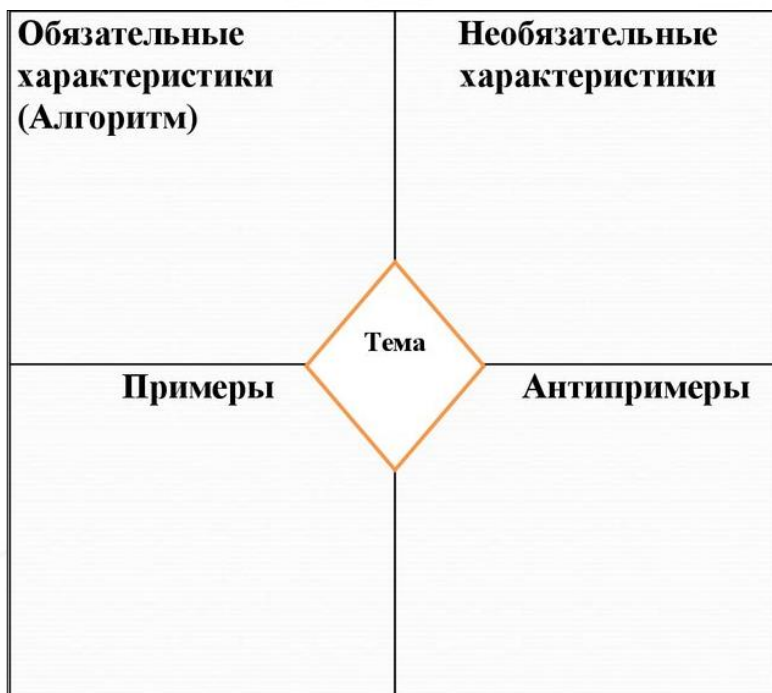 Обязательные
характеристики
(Алгоритм)
Необязательные
характеристики
Тема
Примеры
Антипримеры